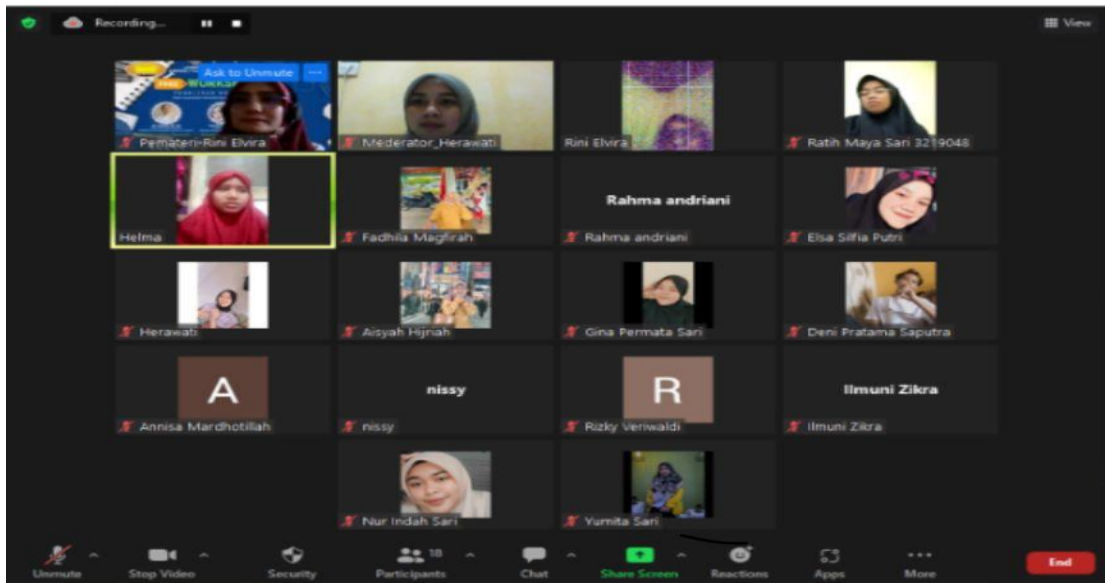 Recording...
View
Ask to Unmute
WORKS
Pemateri-Rini Elvira
Mederator_Herawati
Rini Elvira
Ratih Maya Sari 3219048
Helma
Fadhila Magfirah
Rahma andriani
Rahma andriani
Elsa Silfia Putri
Herawati
Aisyah Hijriah
Gina Permata Sari
Deni Pratama Saputra
A
Annisa Mardhotillah
nissy
nissy
R
Rizky Veriwaldi
Ilmuni Zikra
Ilmuni Zikra
Nur Indah Sari
Yumita Sari
Unmute
Stop Video
Security
18
Participants
Chat
Share Screen
Reactions
Apps
More
End